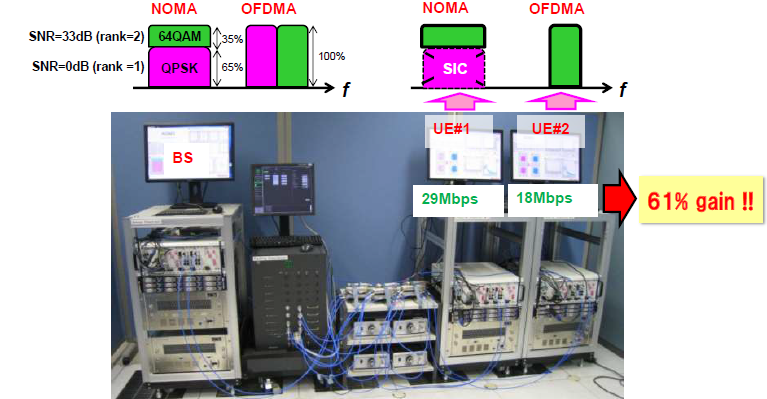 NOMA OFDMA
SNR=33dB (rank=2) 64QAM 35%
SNR=0dB (rank =1) QPSK 65% 100%
f
NOMA OFDMA
SIC
f
BS
UE#1 UE#2
29Mbps 18Mbps
61% gain !!